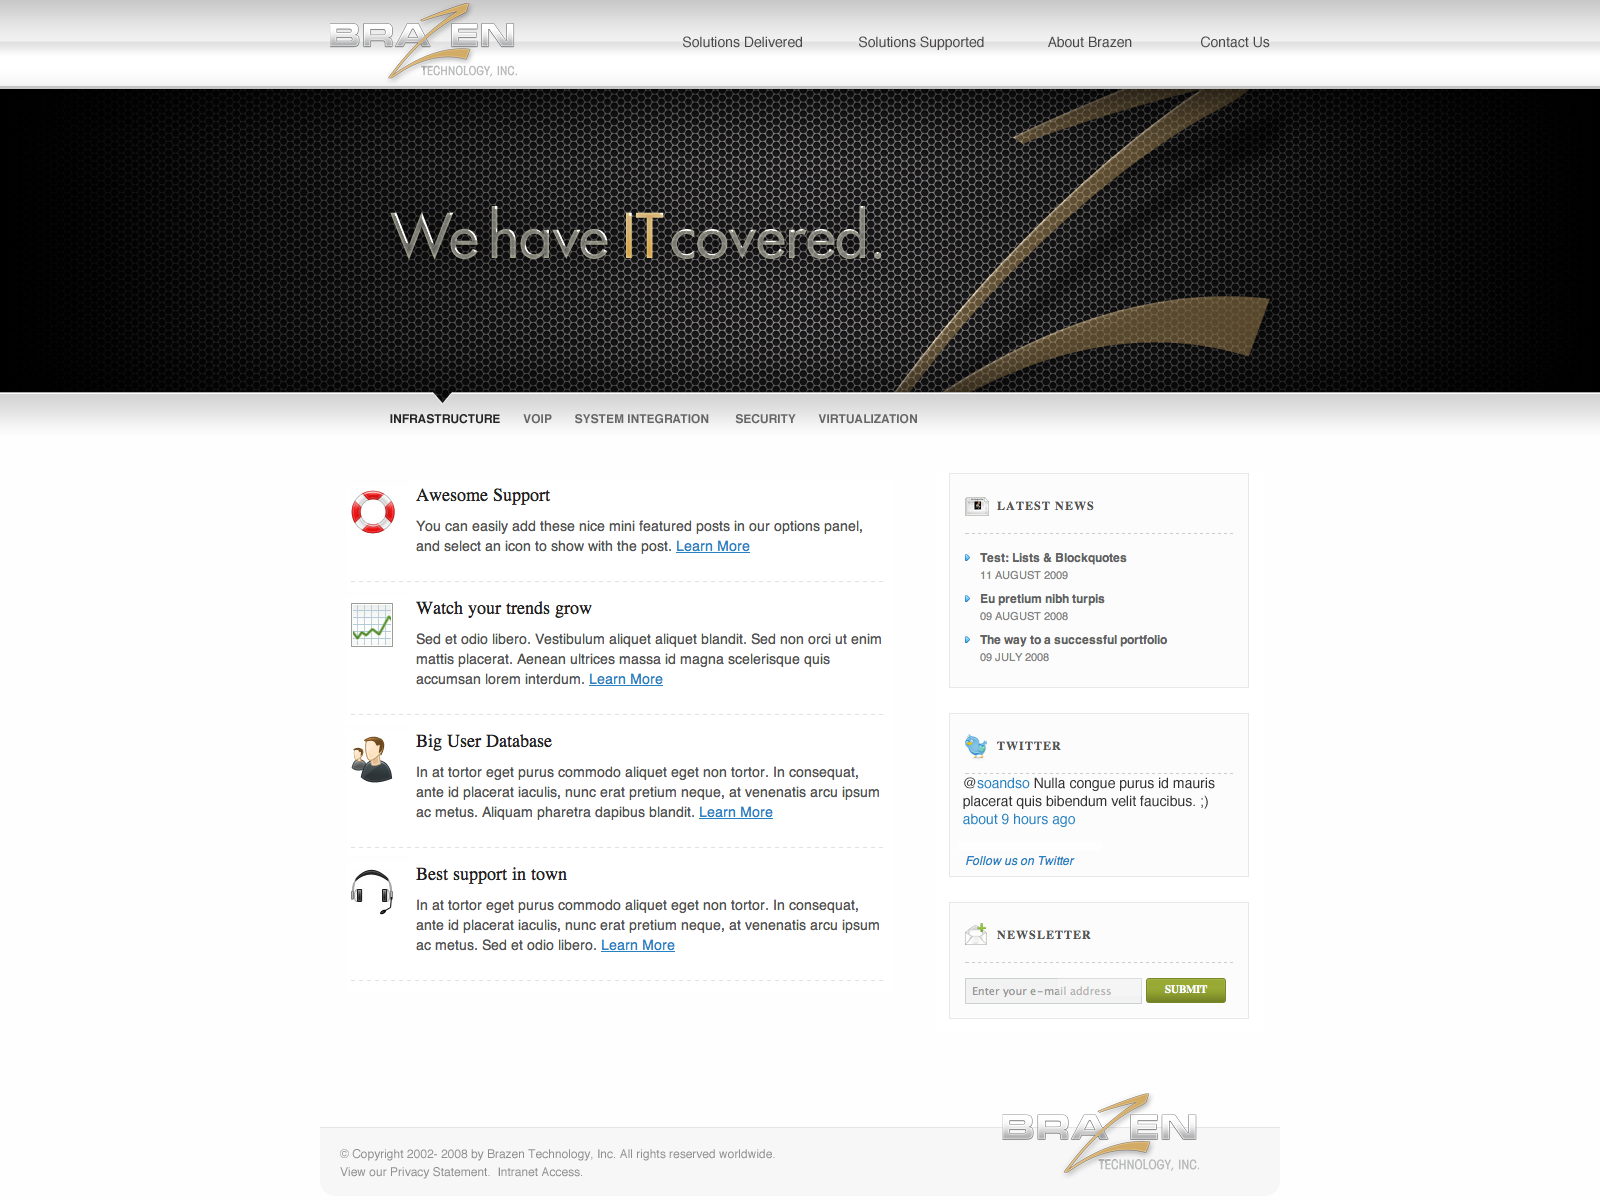 BRAZEN
TECHNOLOGY, INC.
Solutions Delivered
Solutions Supported
About Brazen
Contact Us
We have IT covered.
INFRASTRUCTURE
VOIP
SYSTEM INTEGRATION
SECURITY
VIRTUALIZATION
Awesome Support
You can easily add these nice mini featured posts in our options panel,
and select an icon to show with the post. Learn More
Watch your trends grow
Sed et odio libero. Vestibulum aliquet aliquet blandit. Sed non orci ut enim
mattis placerat. Aenean ultrices massa id magna scelerisque quis
accumsan lorem interdum. Learn More
Big User Database
In at tortor eget purus commodo aliquet eget non tortor. In consequat,
ante id placerat iaculis, nunc erat pretium neque, at venenatis arcu ipsum
ac metus. Aliquam pharetra dapibus blandit. Learn More
Best support in town
In at tortor eget purus commodo aliquet eget non tortor. In consequat,
ante id placerat iaculis, nunc erat pretium neque, at venenatis arcu ipsum
ac metus. Sed et odio libero. Learn More
LATEST NEWS
Test: Lists & Blockquotes
11 AUGUST 2009
Eu pretium nibh turpis
09 AUGUST 2008
The way to a successful portfolio
09 JULY 2008
TWITTER
@soandso Nulla congue purus id mauris
placerat quis bibendum velit faucibus. ;)
about 9 hours ago
Follow us on Twitter
NEWSLETTER
Enter your e-mail address
SUBMIT
BRAZEN
TECHNOLOGY, INC.
© Copyright 2002- 2008 by Brazen Technology, Inc. All rights reserved worldwide.
View our Privacy Statement. Intranet Access.